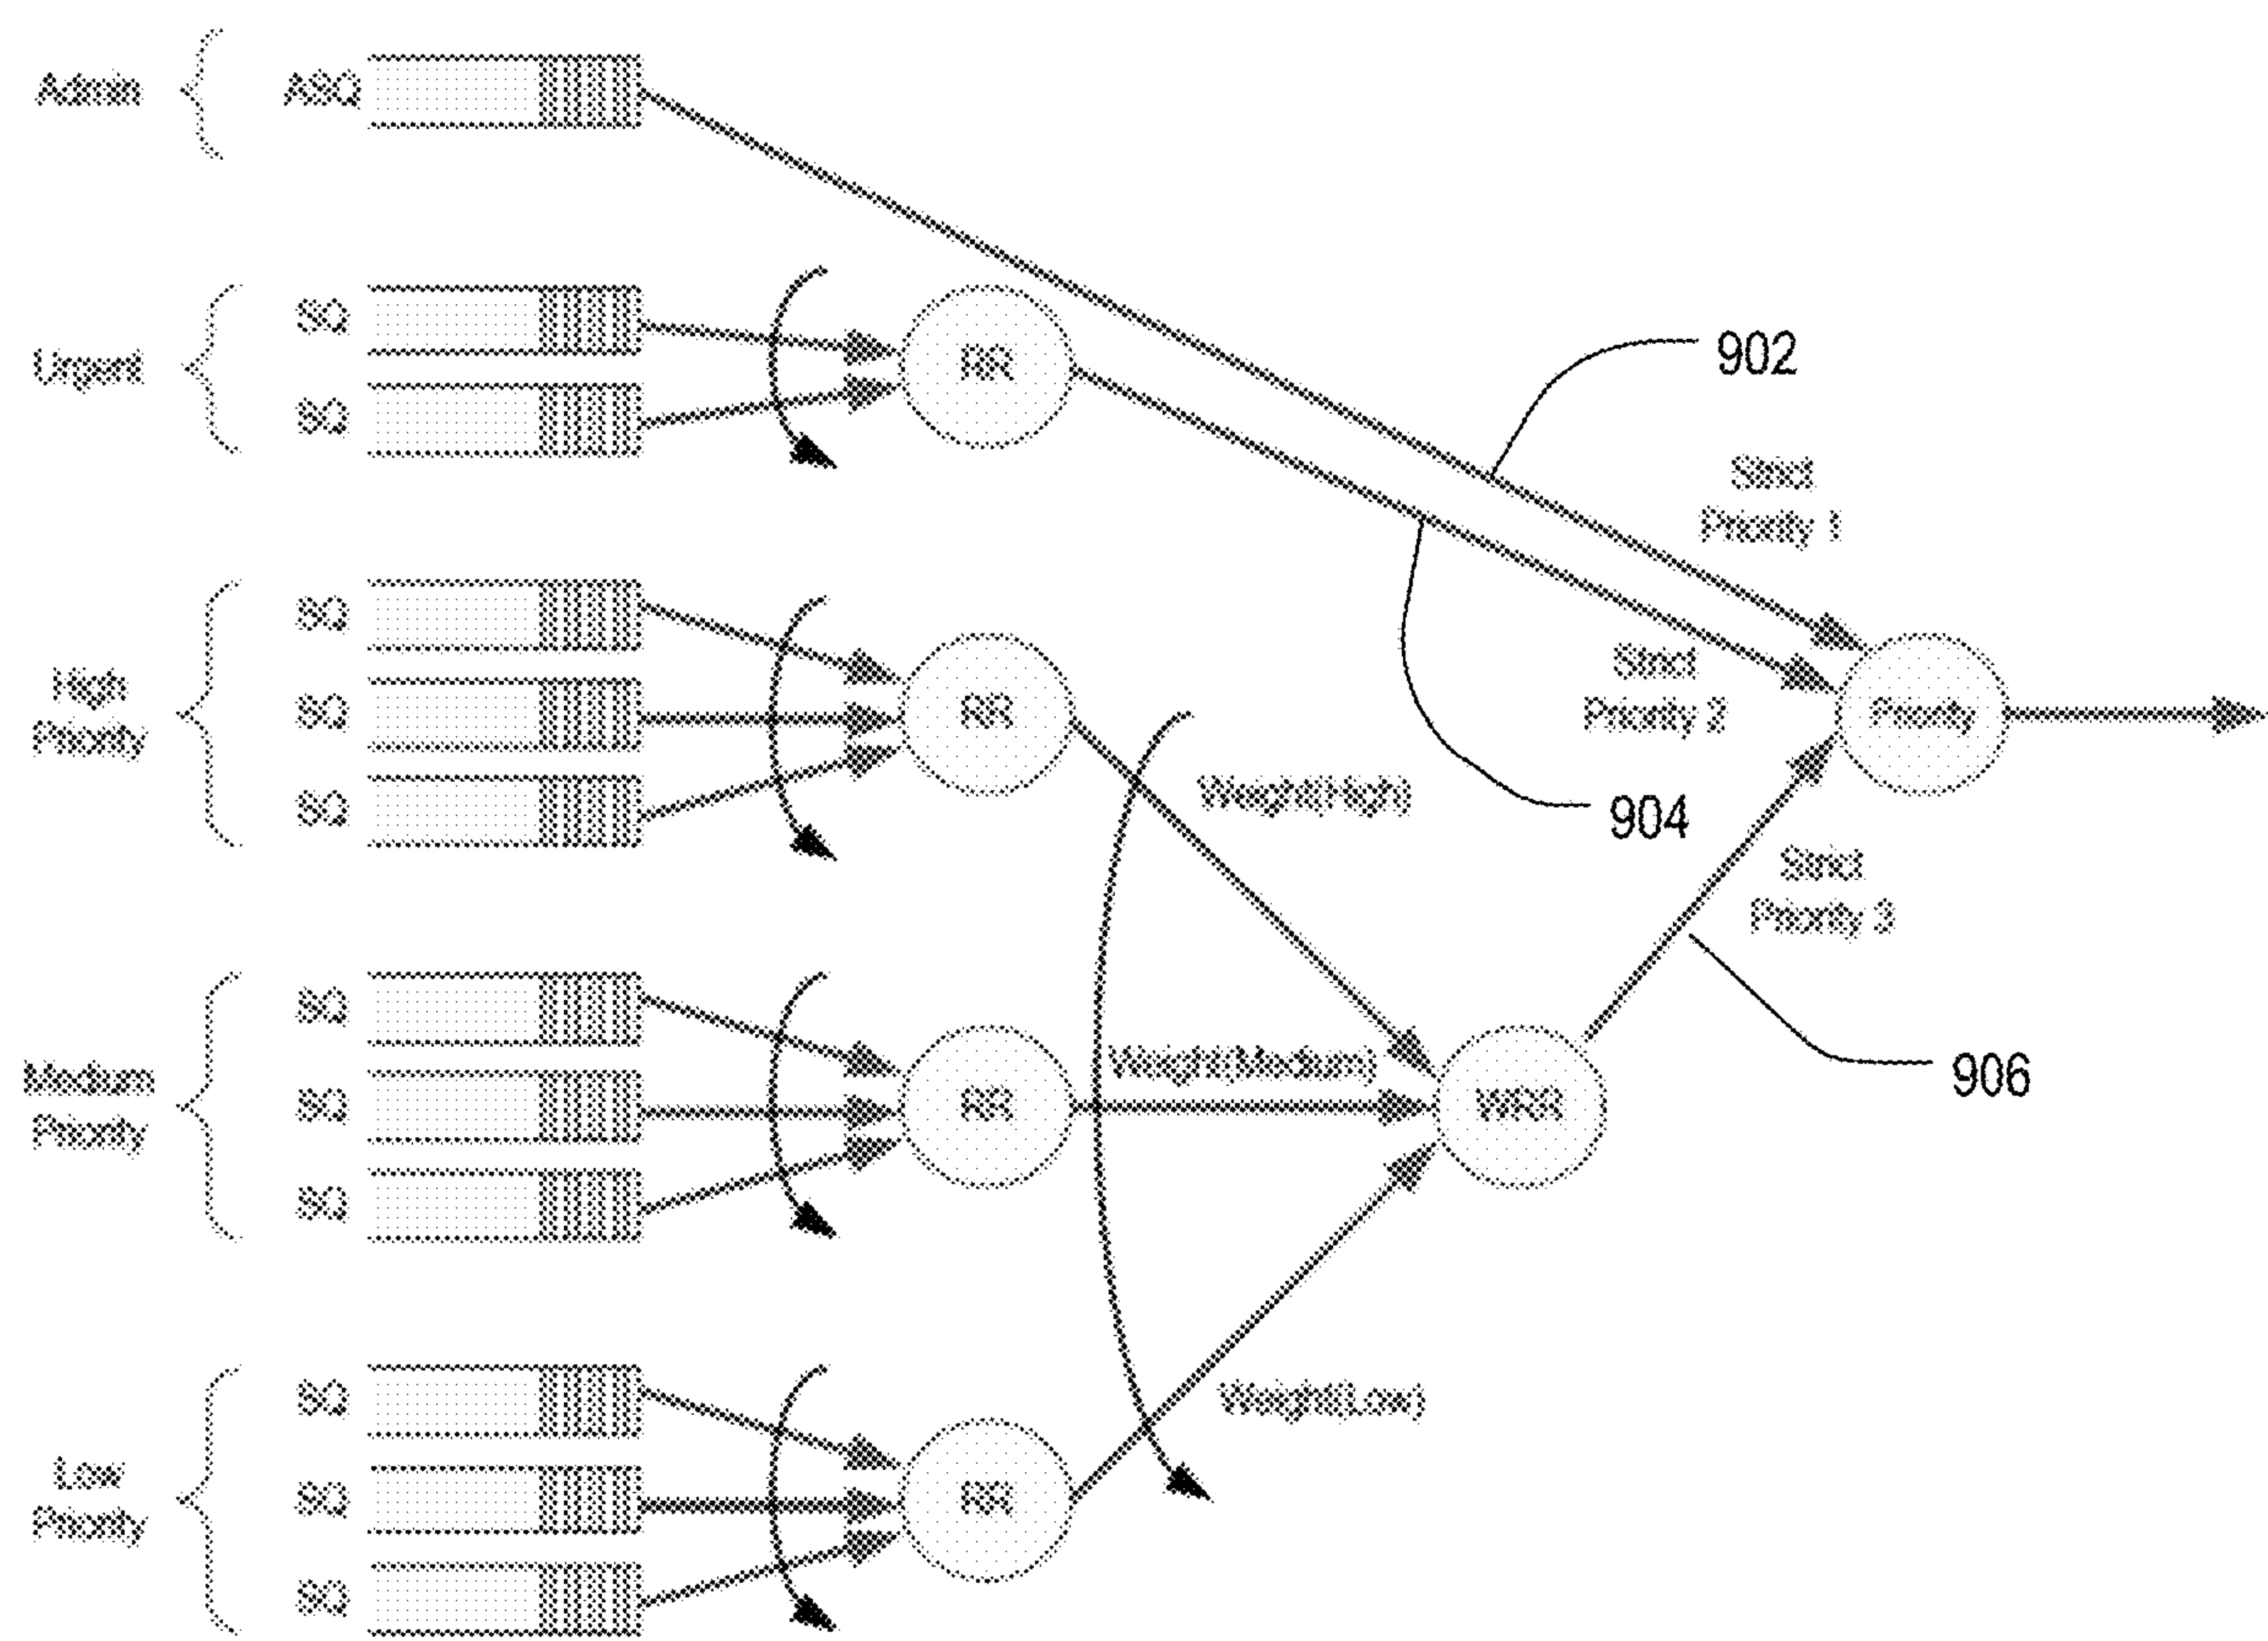 Admin
ASQ
Urgent
SQ
SQ
RR
902
Strict
Priority 1
High
Priority
SQ
SQ
SQ
RR
Weight(High)
Strict
Priority 2
904
Priority
Strict
Priority 3
906
Medium
Priority
SQ
SQ
SQ
RR
Weight(Medium)
WRR
Low
Priority
SQ
SQ
SQ
RR
Weight(Low)